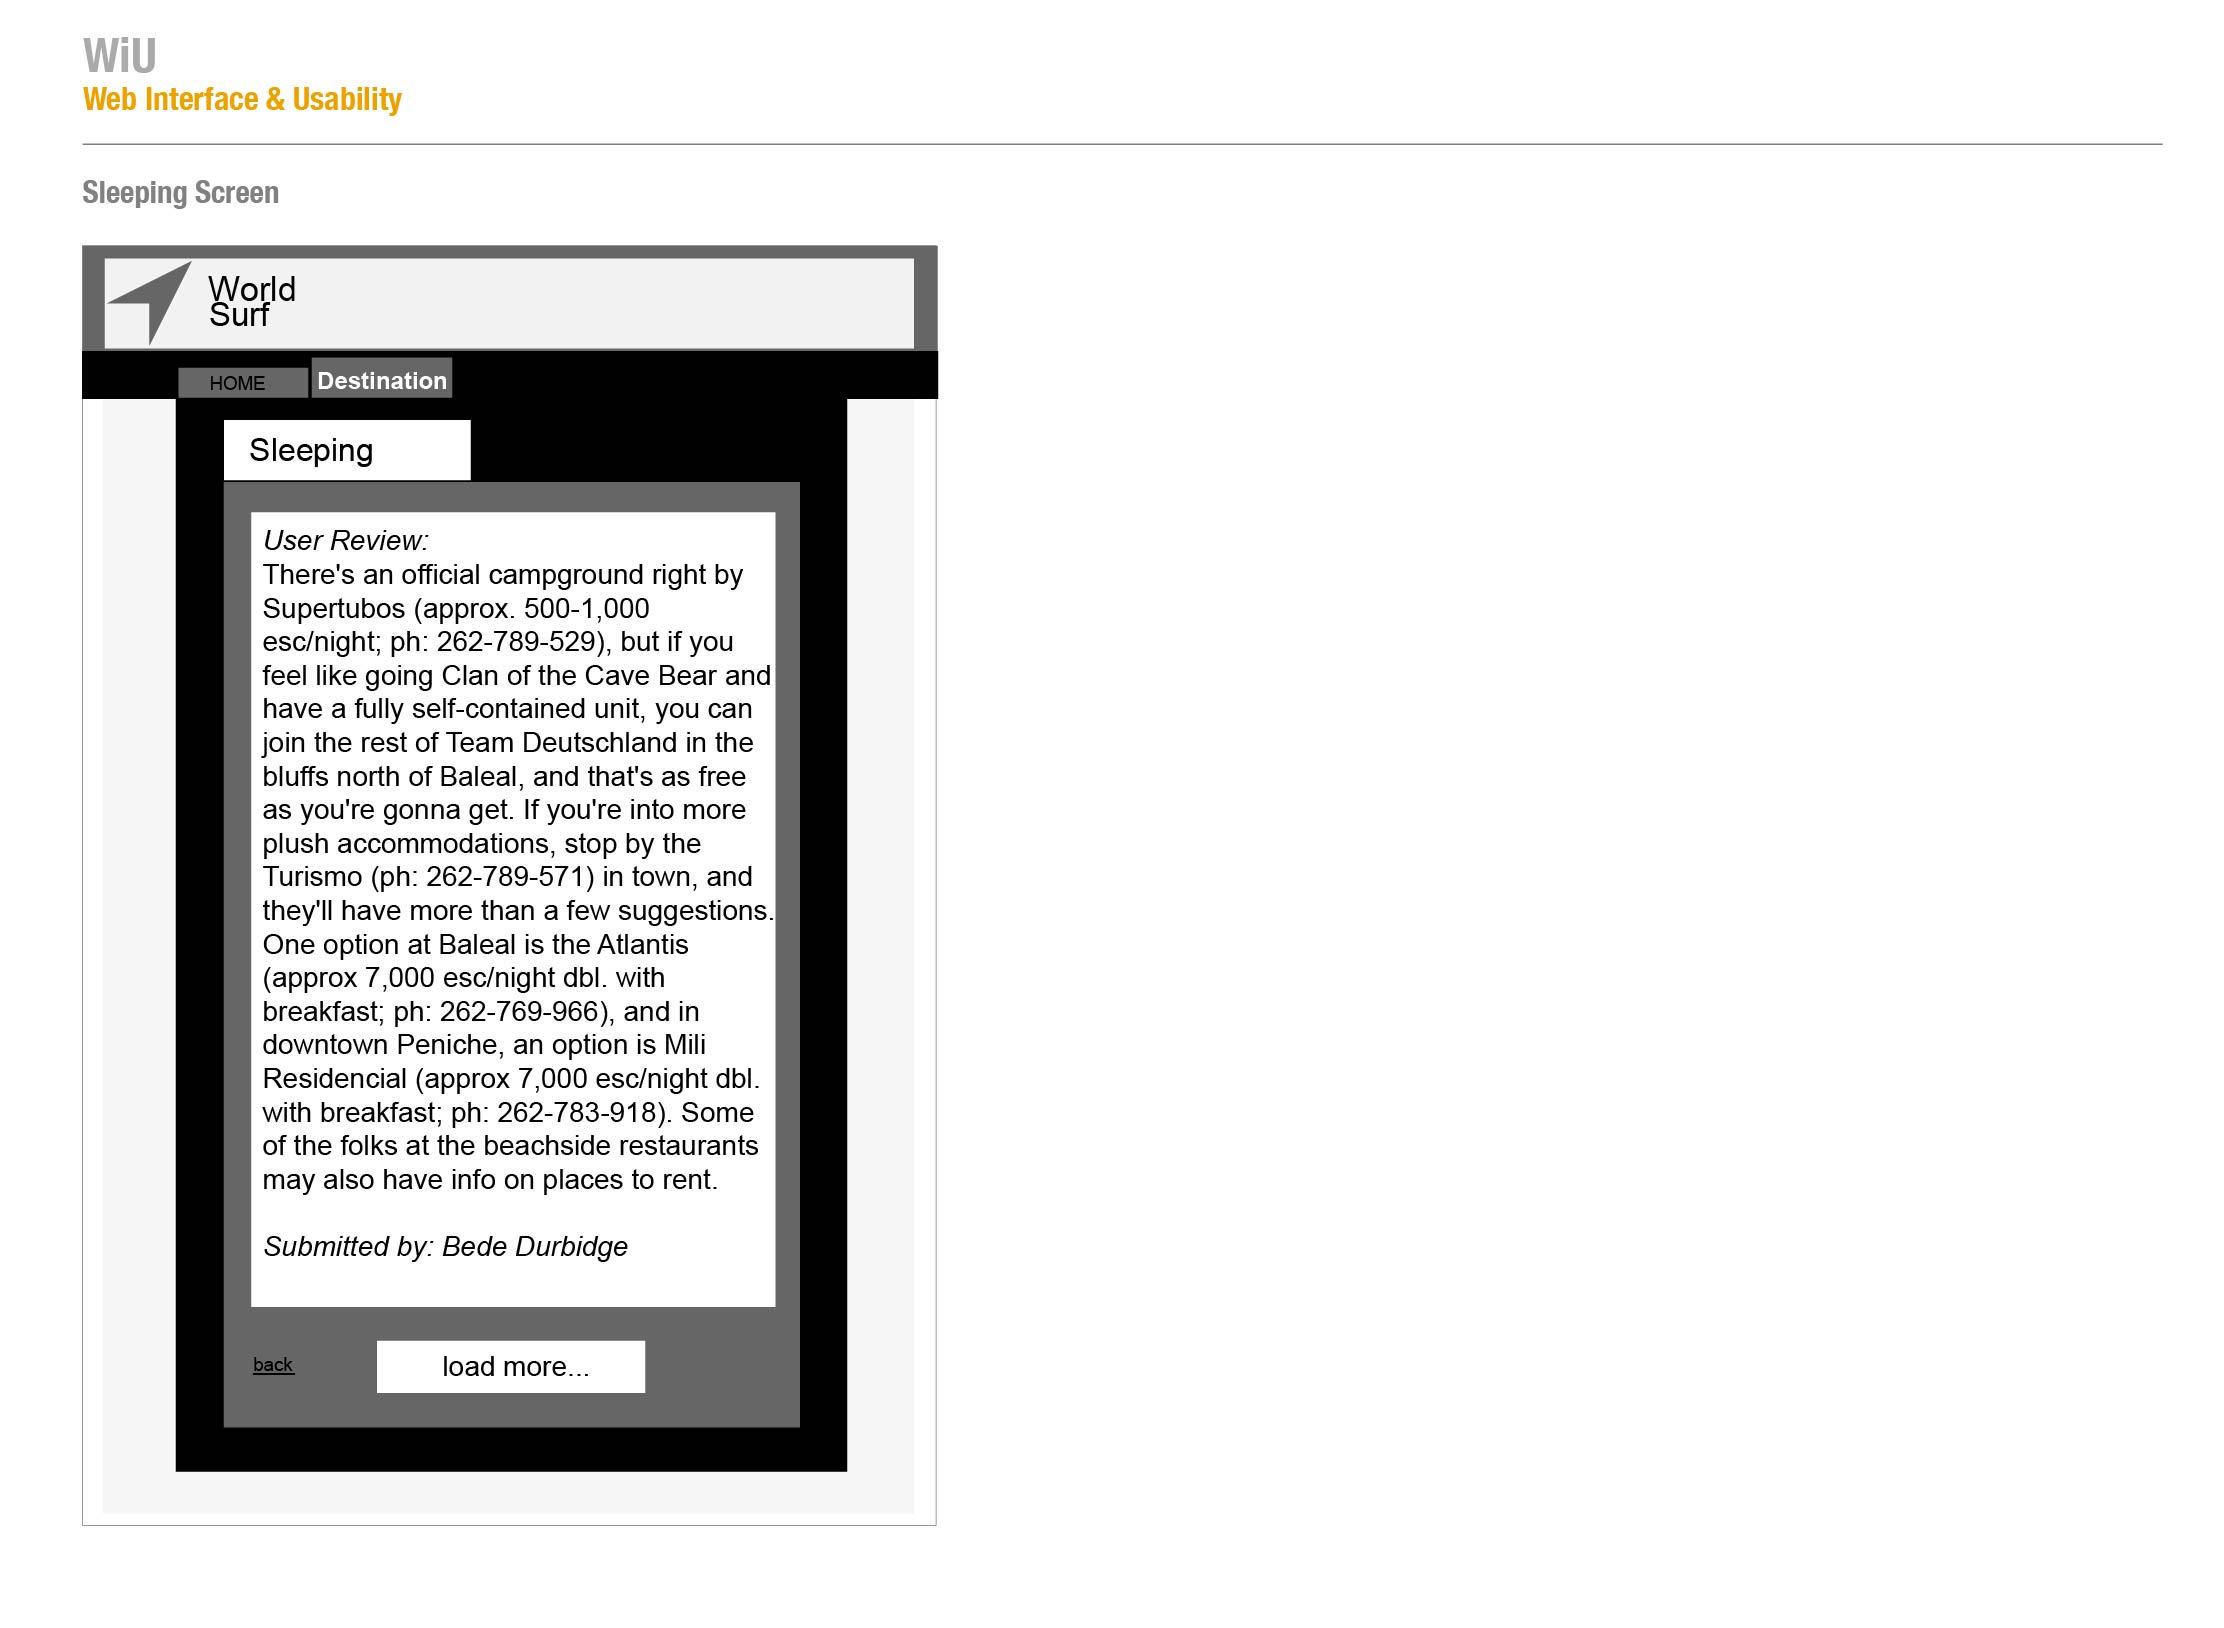 WiU
Web Interface & Usability
Sleeping Screen
World
Surf
HOME
Destination
Sleeping
User Review:
There's an official campground right by
Supertubos (approx. 500-1,000
esc/night; ph: 262-789-529), but if you
feel like going Clan of the Cave Bear and
have a fully self-contained unit, you can
join the rest of Team Deutschland in the
bluffs north of Baleal, and that's as free
as you're gonna get. If you're into more
plush accommodations, stop by the
Turismo (ph: 262-789-571) in town, and
they'll have more than a few suggestions.
One option at Baleal is the Atlantis
(approx 7,000 esc/night dbl. with
breakfast; ph: 262-769-966), and in
downtown Peniche, an option is Mili
Residencial (approx 7,000 esc/night dbl.
with breakfast; ph: 262-783-918). Some
of the folks at the beachside restaurants
may also have info on places to rent.
Submitted by: Bede Durbidge
back
load more...